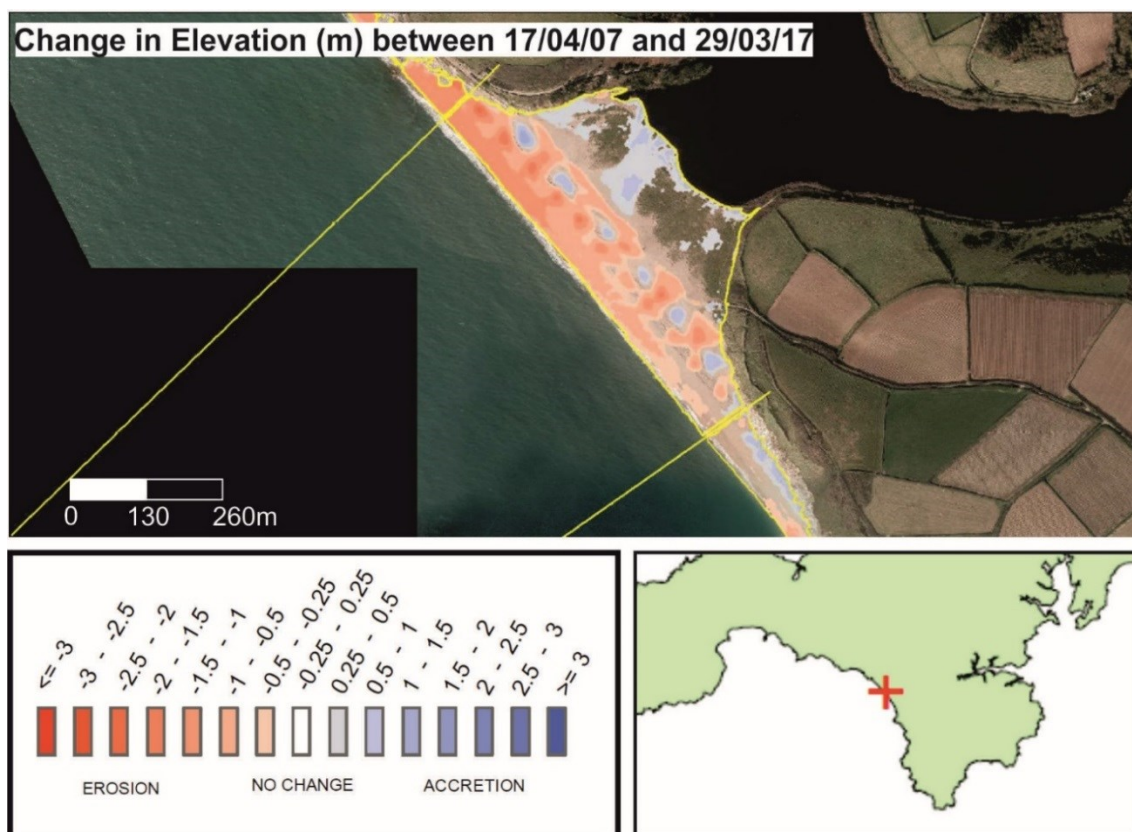 Change in Elevation (m) between 17/04/07 and 29/03/17
0 130 260m
<= -3
-3 - -2.5
-2.5 - -2
-2 - -1.5
-1.5 - -1
-1 - -0.5
-0.5 - -0.25
-0.25 - 0.25
0.25 - 0.5
0.5 - 1
1 - 1.5
1.5 - 2
2 - 2.5
2.5 - 3
>= 3
EROSION NO CHANGE ACCRETION